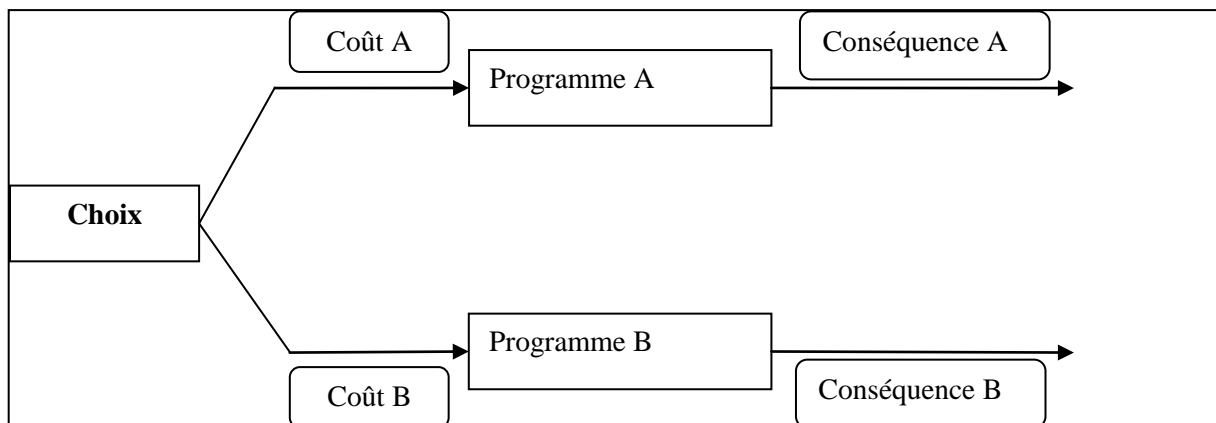 Coût A
Conséquence A
Programme A
Choix
Programme B
Coût B
Conséquence B